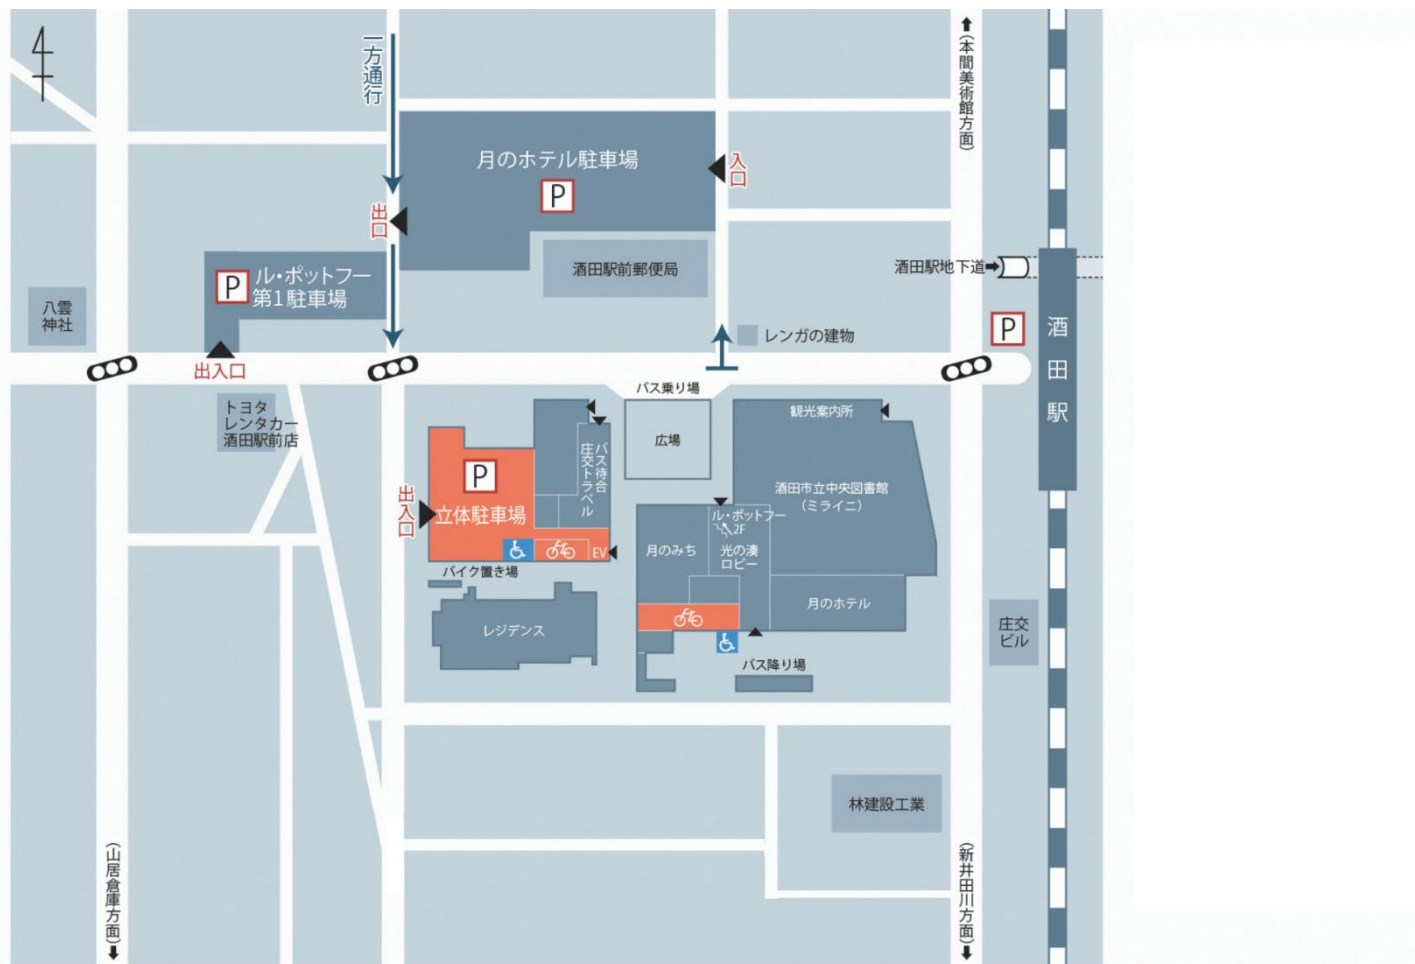 一方通行
(本間美術館方面)
月のホテル駐車場
P
入口
出口
酒田駅前郵便局
酒田駅地下道
ル・ポットフー
第1駐車場
P
八雲
神社
出入口
レンガの建物
P
酒田駅
トヨタ
レンタカー
酒田駅前店
バス乗り場
広場
観光案内所
バス待合
庄交トラベル
P
立体駐車場
出入口
EV
酒田市立中央図書館
(ミライニ)
ル・ポットフー
2F
月のみち
光の湊
ロビー
月のホテル
バイク置き場
レジデンス
バス降り場
庄交
ビル
林建設工業
(山居倉庫方面)
(新井田川方面)